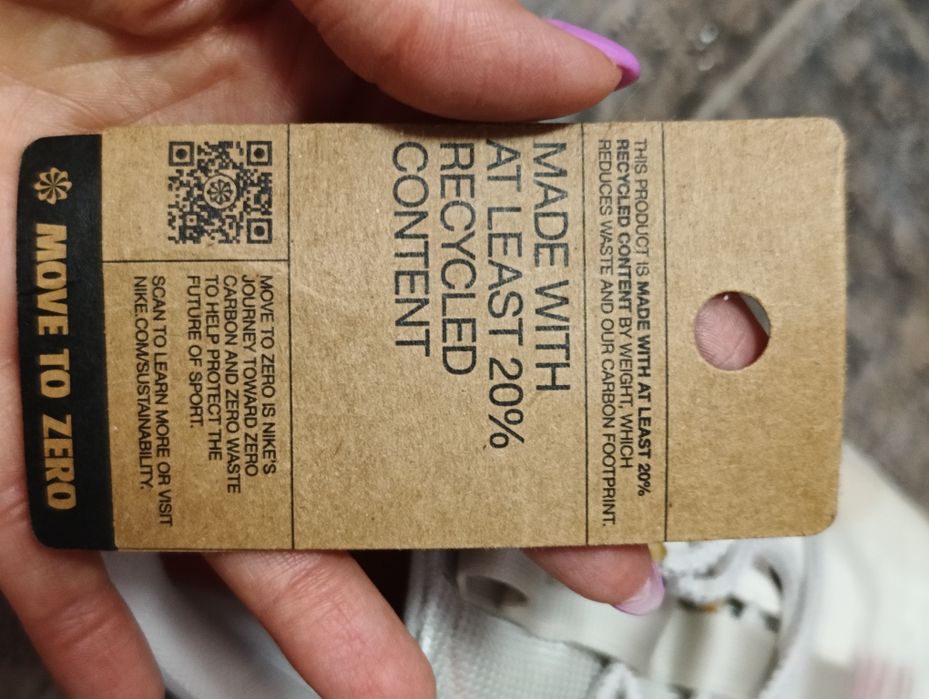 THIS PRODUCT IS MADE WITH AT LEAST 20%
RECYCLED CONTENT BY WEIGHT, WHICH
REDUCES WASTE AND OUR CARBON FOOTPRINT.
MADE WITH
AT LEAST 20%
RECYCLED
CONTENT
MOVE TO ZERO IS NIKE'S
JOURNEY TOWARD ZERO
CARBON AND ZERO WASTE
TO HELP PROTECT THE
FUTURE OF SPORT.
SCAN TO LEARN MORE OR VISIT
NIKE.COM/SUSTAINABILITY.
MOVE TO ZERO